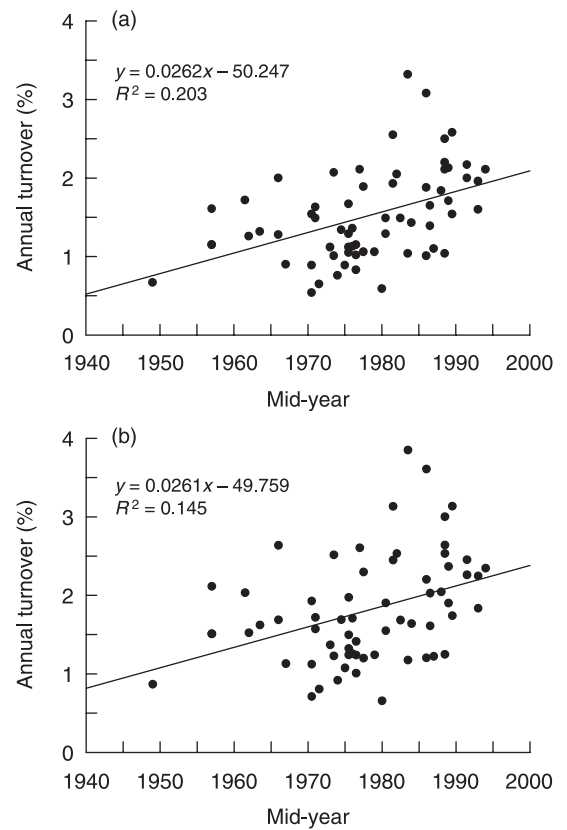 (a)
y = 0.0262x − 50.247
R² = 0.203
Annual turnover (%)
4
3
2
1
0
1940 1950 1960 1970 1980 1990 2000
Mid-year
(b)
y = 0.0261x − 49.759
R² = 0.145
Annual turnover (%)
4
3
2
1
0
1940 1950 1960 1970 1980 1990 2000
Mid-year